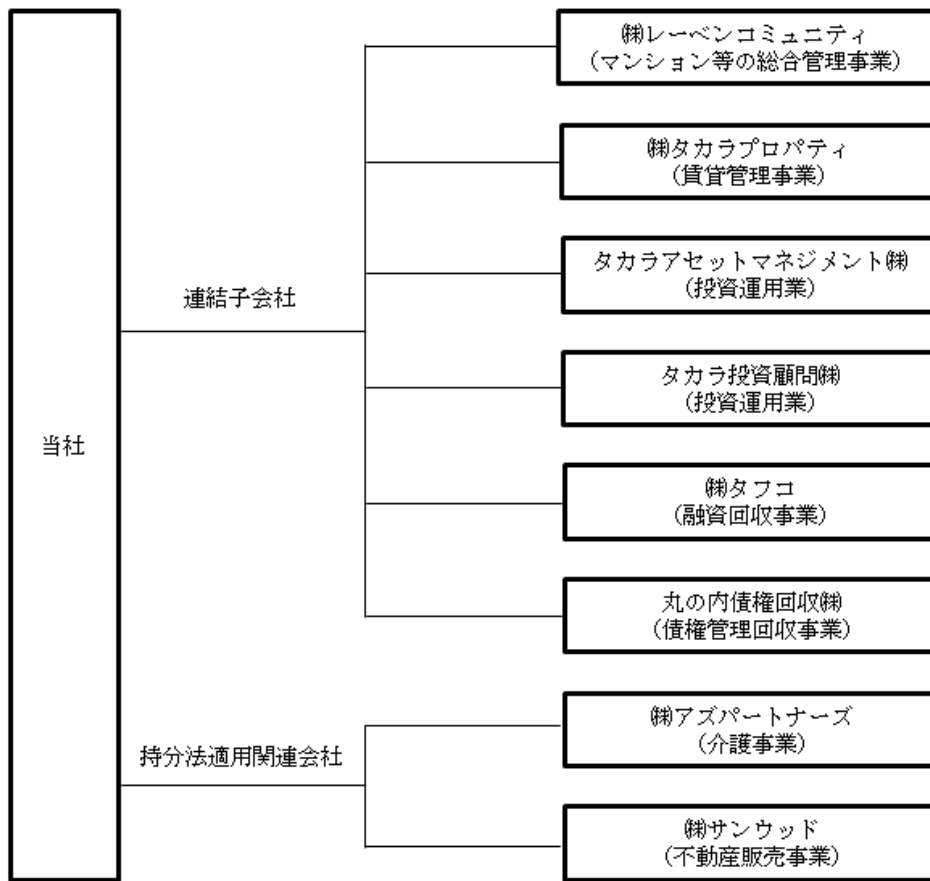 当社
連結子会社
㈱レーベンコミュニティ
(マンション等の総合管理事業)
㈱タカラプロパティ
(賃貸管理事業)
タカラアセットマネジメント㈱
(投資運用業)
タカラ投資顧問㈱
(投資運用業)
㈱タフコ
(融資回収事業)
丸の内債権回収㈱
(債権管理回収事業)
持分法適用関連会社
㈱アズパートナーズ
(介護事業)
㈱サンウッド
(不動産販売事業)